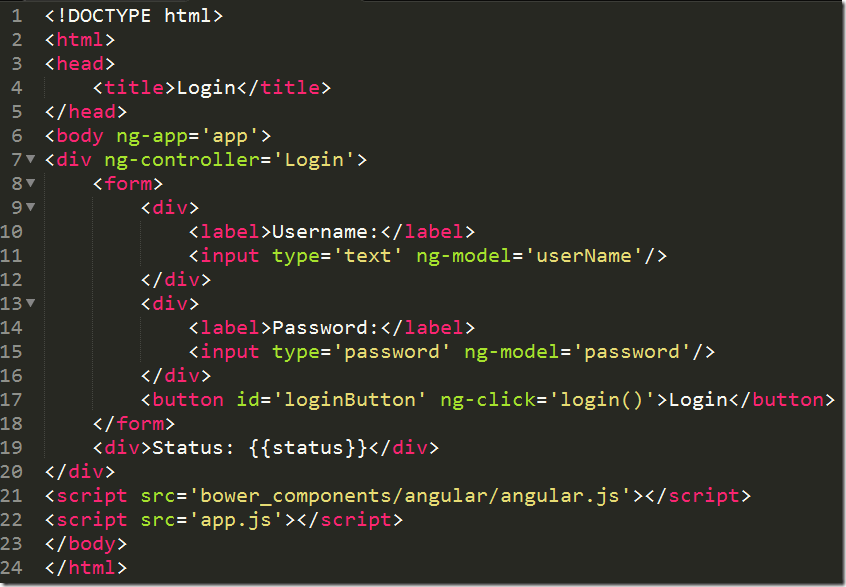 1 <!DOCTYPE html>
2 <html>
3 <head>
4     <title>Login</title>
5 </head>
6 <body ng-app='app'>
7 <div ng-controller='Login'>
8     <form>
9         <div>
10             <label>Username:</label>
11             <input type='text' ng-model='userName'/>
12         </div>
13         <div>
14             <label>Password:</label>
15             <input type='password' ng-model='password'/>
16         </div>
17         <button id='loginButton' ng-click='login()'>Login</button>
18     </form>
19     <div>Status: {{status}}</div>
20 </div>
21 <script src='bower_components/angular/angular.js'></script>
22 <script src='app.js'></script>
23 </body>
24 </html>